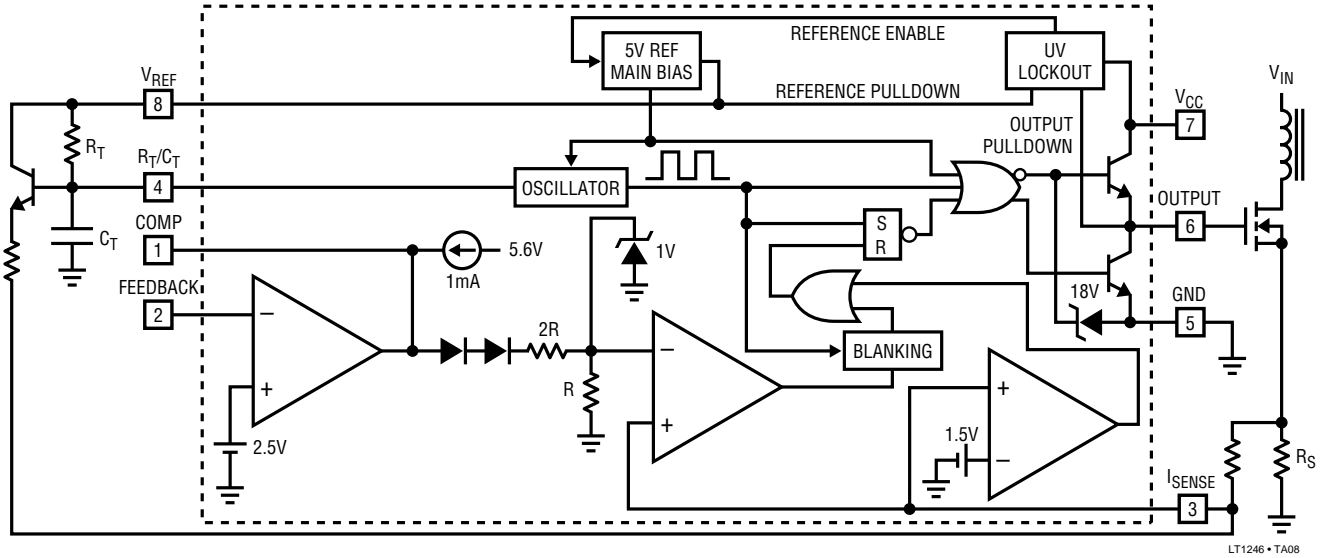 REFERENCE ENABLE
5V REF
MAIN BIAS
UV
LOCKOUT
V_IN
V_REF
8
REFERENCE PULLDOWN
V_CC
7
R_T
OUTPUT
PULLDOWN
R_T/C_T
4
OSCILLATOR
OUTPUT
6
COMP
1
C_T
5.6V
1mA
1V
S
R
FEEDBACK
2
18V
GND
5
−
2R
−
BLANKING
+
R
+
+
2.5V
1.5V
−
R_S
I_SENSE
3
LT1246 • TA08